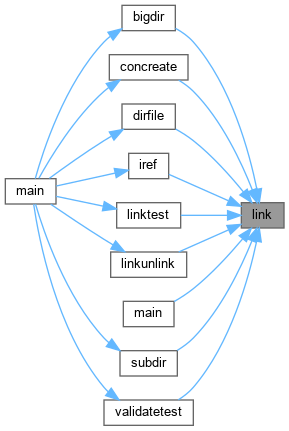 bigdir
concreate
dirfile
iref
main
linktest
link
linkunlink
main
subdir
validatetest